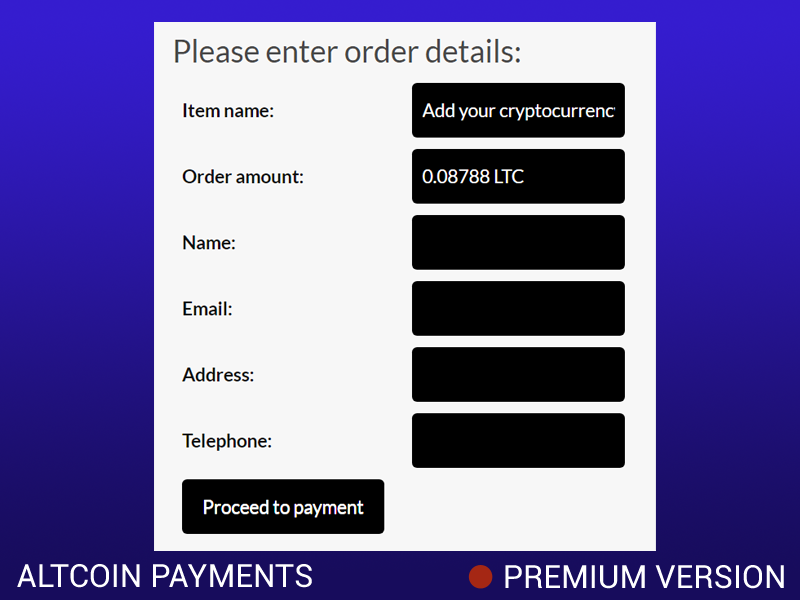 Please enter order details:
Item name: Add your cryptocurrenc
Order amount: 0.08788 LTC
Name:
Email:
Address:
Telephone:
Proceed to payment
ALTCOIN PAYMENTS PREMIUM VERSION